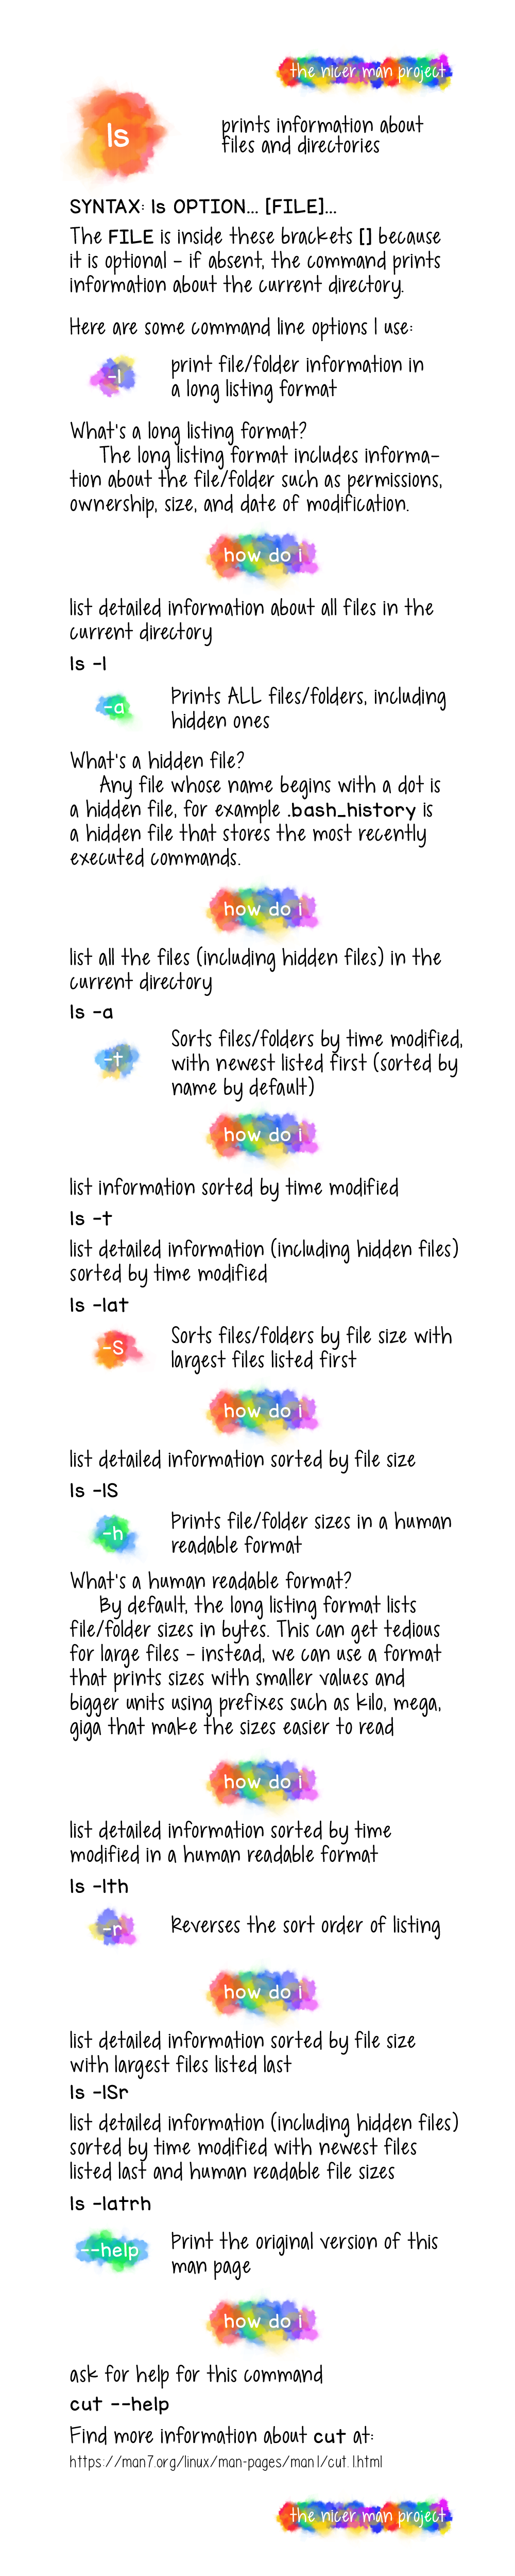 the nicer man project
ls
prints information about
files and directories
SYNTAX: ls OPTION... [FILE]...
The FILE is inside these brackets [] because
it is optional - if absent, the command prints
information about the current directory.
Here are some command line options I use:
-l
print file/folder information in
a long listing format
What's a long listing format?
The long listing format includes informa-
tion about the file/folder such as permissions,
ownership, size, and date of modification.
how do i
list detailed information about all files in the
current directory
ls -l
-a
Prints ALL files/folders, including
hidden ones
What's a hidden file?
Any file whose name begins with a dot is
a hidden file, for example .bash_history is
a hidden file that stores the most recently
executed commands.
how do i
list all the files (including hidden files) in the
current directory
ls -a
-t
Sorts files/folders by time modified,
with newest listed first (sorted by
name by default)
how do i
list information sorted by time modified
ls -t
list detailed information (including hidden files)
sorted by time modified
ls -lat
-S
Sorts files/folders by file size with
largest files listed first
how do i
list detailed information sorted by file size
ls -lS
-h
Prints file/folder sizes in a human
readable format
What's a human readable format?
By default, the long listing format lists
file/folder sizes in bytes. This can get tedious
for large files - instead, we can use a format
that prints sizes with smaller values and
bigger units using prefixes such as kilo, mega,
giga that make the sizes easier to read
how do i
list detailed information sorted by time
modified in a human readable format
ls -lth
-r
Reverses the sort order of listing
how do i
list detailed information sorted by file size
with largest files listed last
ls -lSr
list detailed information (including hidden files)
sorted by time modified with newest files
listed last and human readable file sizes
ls -latrh
--help
Print the original version of this
man page
how do i
ask for help for this command
cut --help
Find more information about cut at:
https://man7.org/linux/man-pages/man1/cut.1.html
the nicer man project